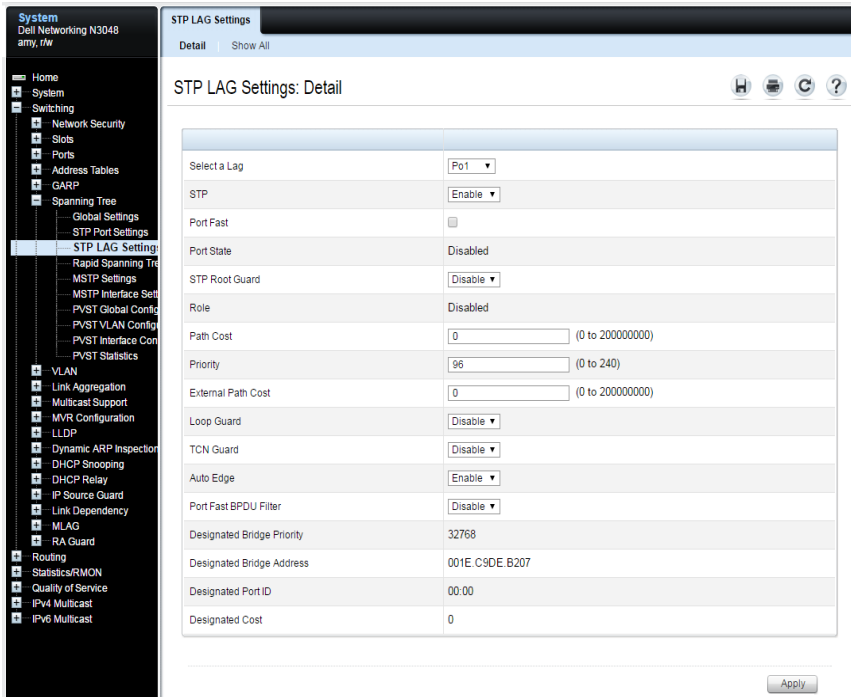 System
Dell Networking N3048
amy, r/w
Home
System
Switching
Network Security
Slots
Ports
Address Tables
GARP
Spanning Tree
Global Settings
STP Port Settings
STP LAG Settings
Rapid Spanning Tre
MSTP Settings
MSTP Interface Sett
PVST Global Config
PVST VLAN Configu
PVST Interface Con
PVST Statistics
VLAN
Link Aggregation
Multicast Support
MVR Configuration
LLDP
Dynamic ARP Inspection
DHCP Snooping
DHCP Relay
IP Source Guard
Link Dependency
MLAG
RA Guard
Routing
Statistics/RMON
Quality of Service
IPv4 Multicast
IPv6 Multicast
STP LAG Settings
Detail Show All
STP LAG Settings: Detail
Select a Lag Po1
STP Enable
Port Fast
Port State Disabled
STP Root Guard Disable
Role Disabled
Path Cost 0 (0 to 200000000)
Priority 96 (0 to 240)
External Path Cost 0 (0 to 200000000)
Loop Guard Disable
TCN Guard Disable
Auto Edge Enable
Port Fast BPDU Filter Disable
Designated Bridge Priority 32768
Designated Bridge Address 001E.C9DE.B207
Designated Port ID 00:00
Designated Cost 0
Apply